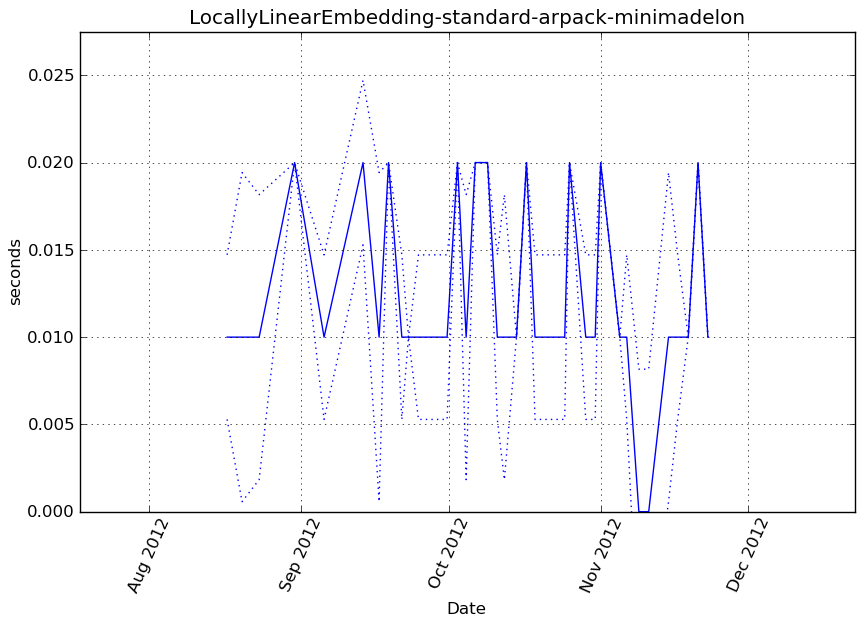 LocallyLinearEmbedding-standard-arpack-minimadelon
0.025
0.020
0.015
0.010
0.005
0.000
seconds
Aug 2012
Sep 2012
Oct 2012
Nov 2012
Dec 2012
Date